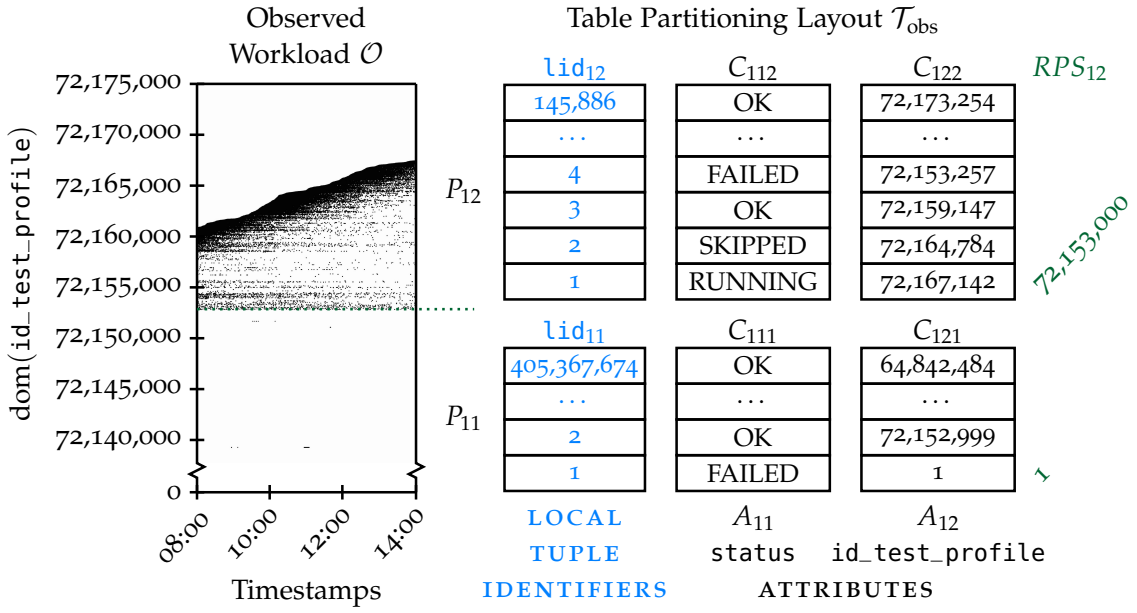 Observed
Workload 𝒪
Table Partitioning Layout 𝒯obs
dom(id_test_profile)
72,175,000
72,170,000
72,165,000
72,160,000
72,155,000
72,150,000
72,145,000
72,140,000
0
08:00
10:00
12:00
14:00
Timestamps
lid12 C112 C122 RPS12
P12
145,886 OK 72,173,254
... ... ...
4 FAILED 72,153,257
3 OK 72,159,147
2 SKIPPED 72,164,784
1 RUNNING 72,167,142
72,153,000
lid11 C111 C121
P11
405,367,674 OK 64,842,484
... ... ...
2 OK 72,152,999
1 FAILED 1
1
LOCAL A11 A12
TUPLE status id_test_profile
IDENTIFIERS ATTRIBUTES